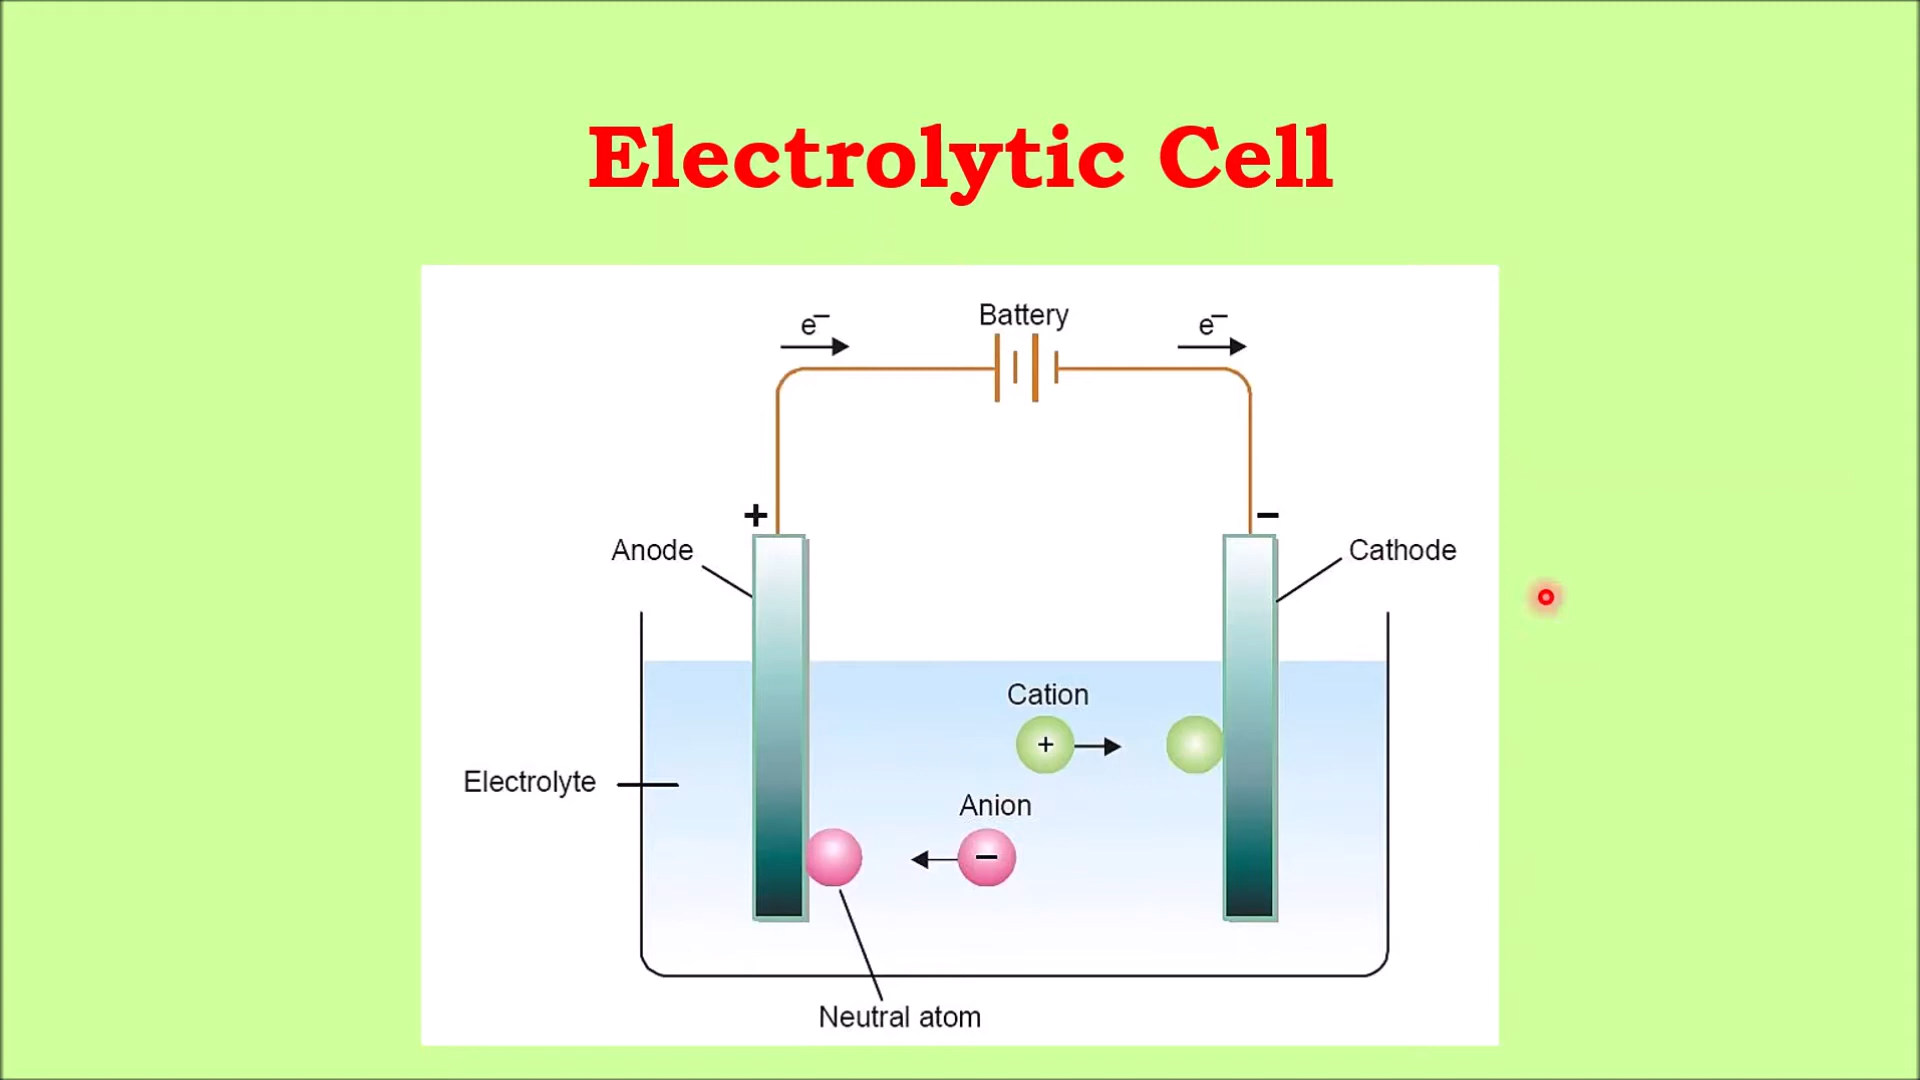 Electrolytic Cell
Battery
e⁻
e⁻
+
−
Anode
Cathode
Cation
+
Electrolyte
Anion
−
Neutral atom